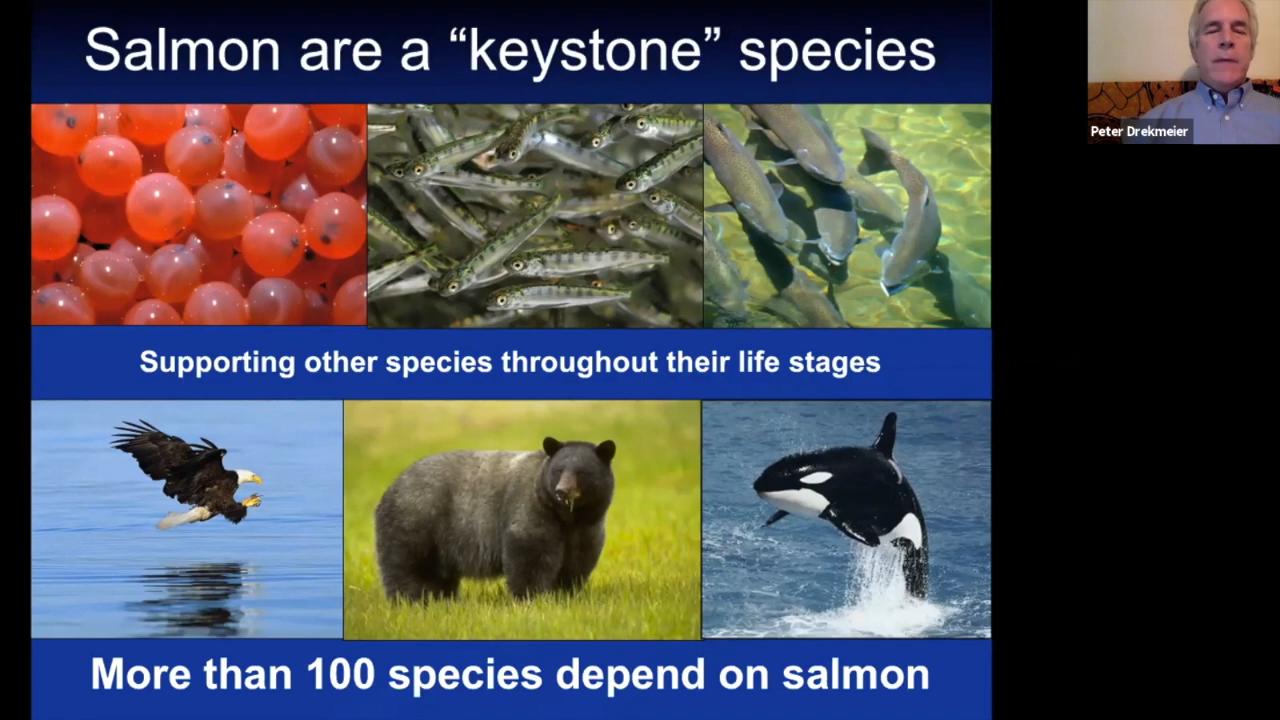 Salmon are a “keystone” species
Peter Drekmeier
Supporting other species throughout their life stages
More than 100 species depend on salmon